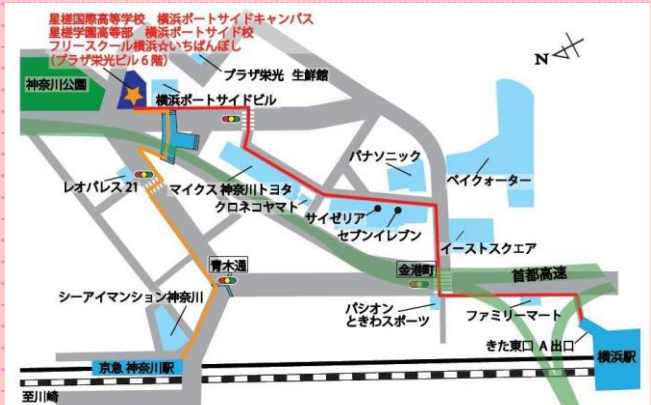 星槎国際高等学校 横浜ポートサイドキャンパス
星槎学園高等部 横浜ポートサイド校
フリースクール横浜☆いちばんぼし
(プラザ栄光ビル6階)
プラザ栄光 生鮮館
N
神奈川公園
横浜ポートサイドビル
パナソニック
ベイクォーター
レオパレス21
マイクス 神奈川トヨタ
クロネコヤマト
サイゼリア
セブンイレブン
イーストスクエア
青木通
金港町
首都高速
シーアイマンション神奈川
パシオン
ときわスポーツ
ファミリーマート
きた東口 A出口
横浜駅
京急 神奈川駅
至川崎